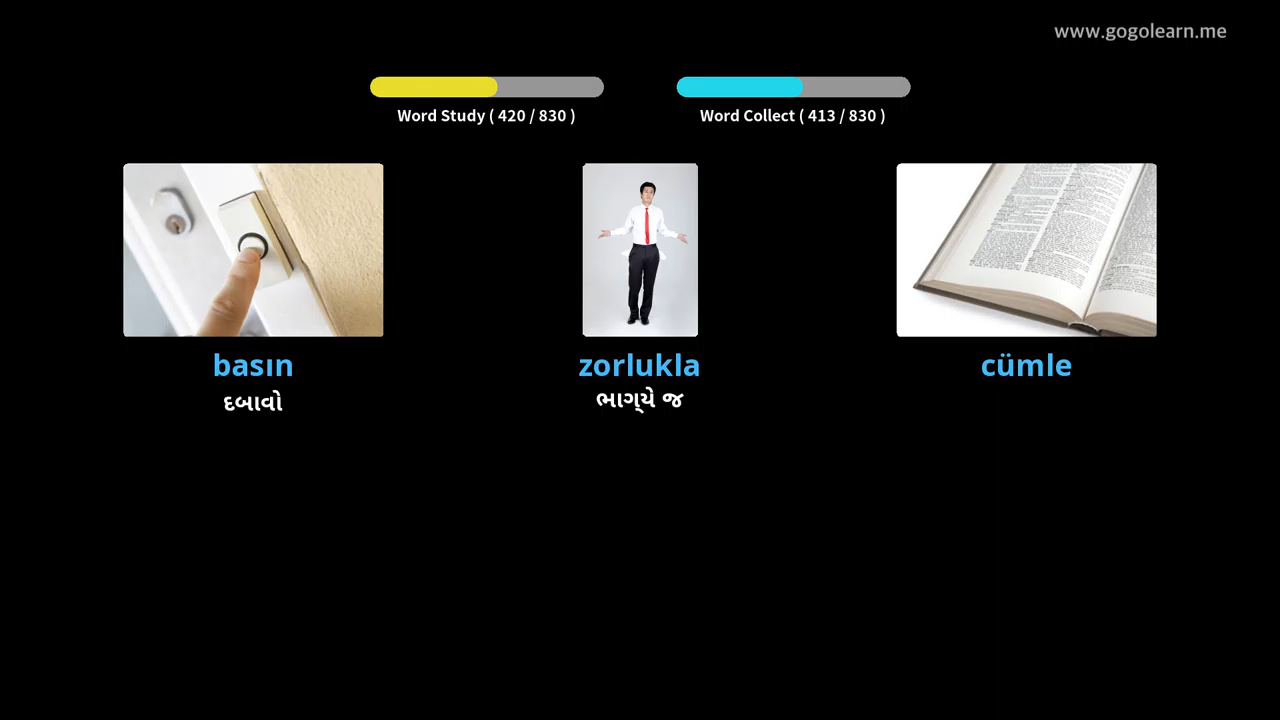 www.gogolearn.me
Word Study ( 420 / 830 )
Word Collect ( 413 / 830 )
basın
zorlukla
cümle
દબાવો
ભાગ્યે જ